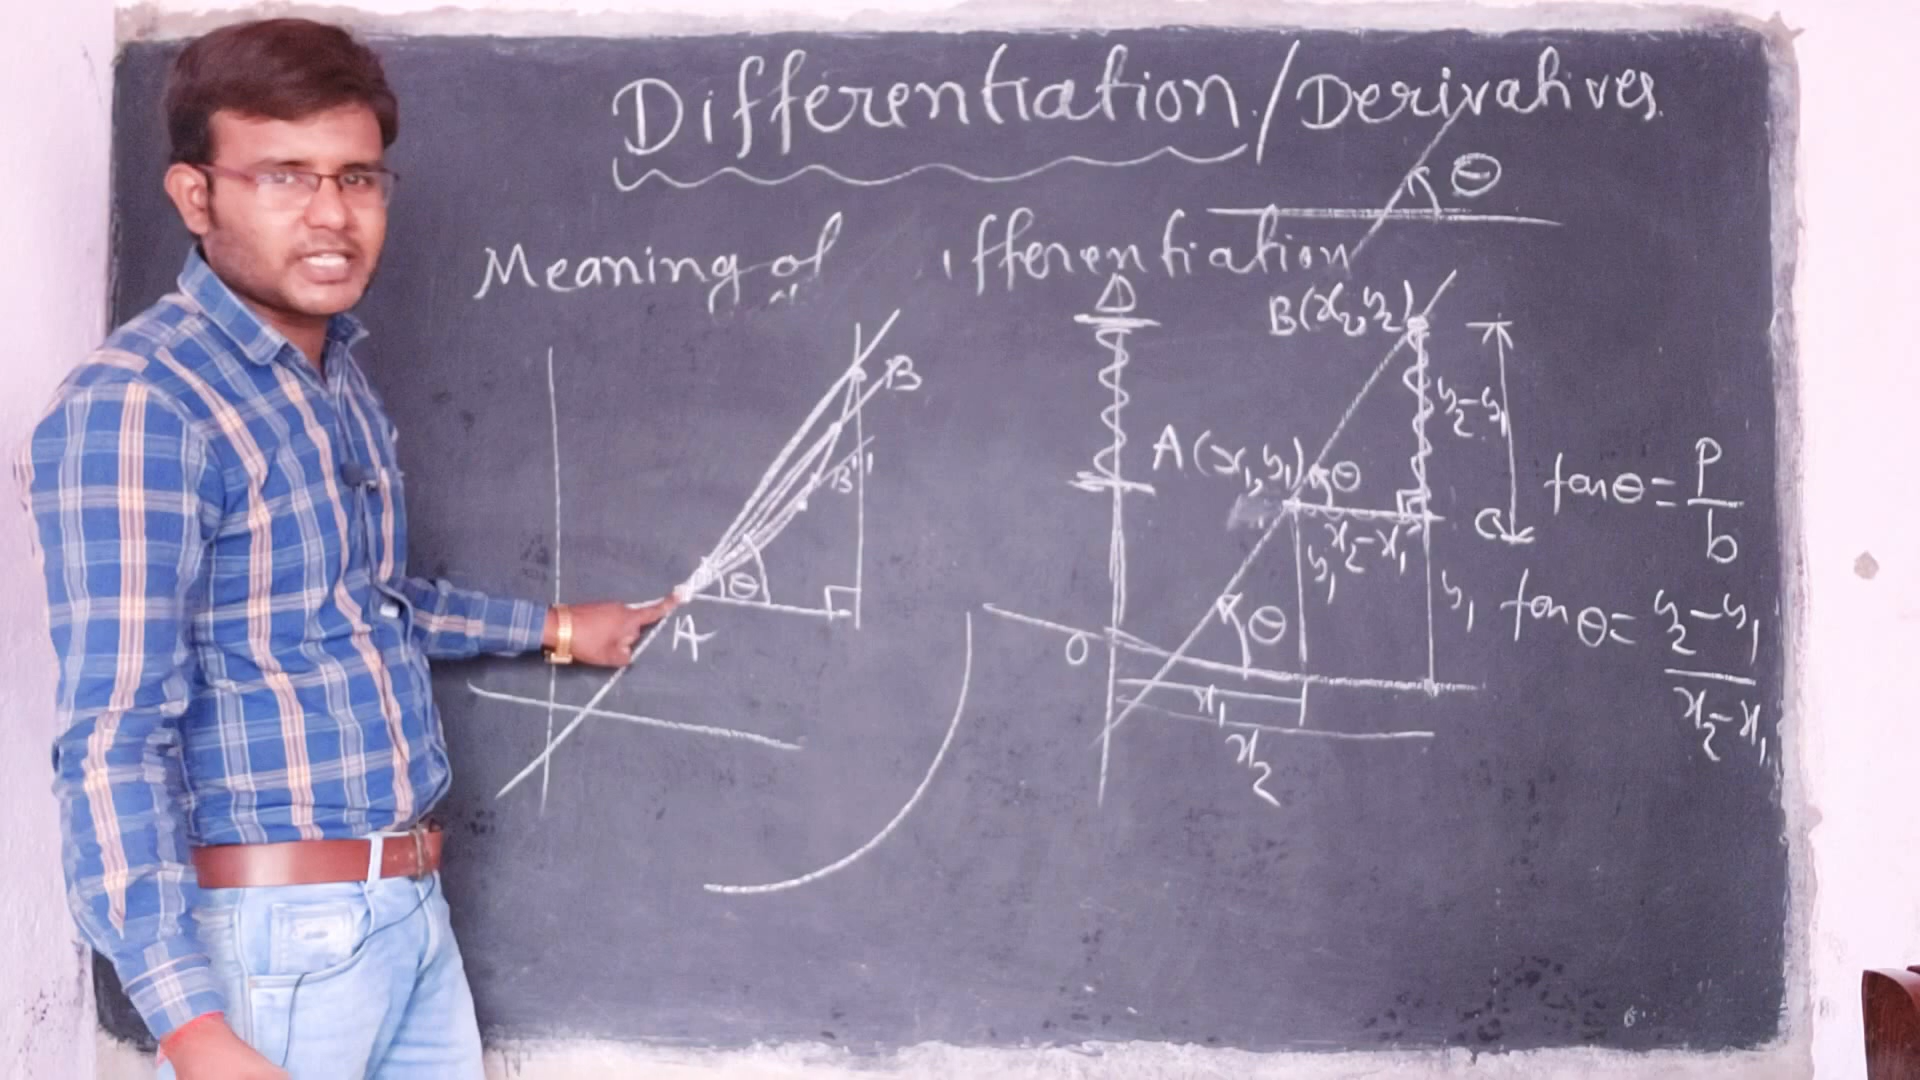 Differentiation / Derivatives
θ
Meaning of ifferentiation
D
B(x₂, y₂)
B
y₂-y₁
A(x₁, y₁) θ
tanθ = P/b
B'
C
x₂-x₁
θ
y₁
y₁
tanθ = y₂-y₁/x₂-x₁
A
θ
O
x₁
x₂